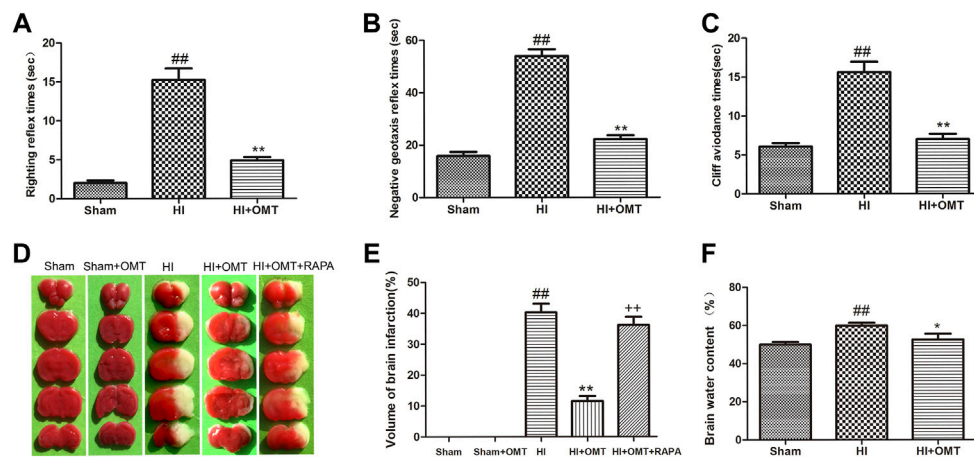 A
Righting reflex times (sec)
20
15
10
5
0
##
**
Sham
HI
HI+OMT
B
Negative geotaxis reflex times (sec)
60
40
20
0
##
**
Sham
HI
HI+OMT
C
Cliff aviodance times(sec)
20
15
10
5
0
##
**
Sham
HI
HI+OMT
D
Sham Sham+OMT HI HI+OMT HI+OMT+RAPA
E
Volume of brain infarction(%)
50
40
30
20
10
0
##
**
++
Sham
Sham+OMT
HI
HI+OMT
HI+OMT+RAPA
F
Brain water content （%）
80
60
40
20
0
##
*
Sham
HI
HI+OMT